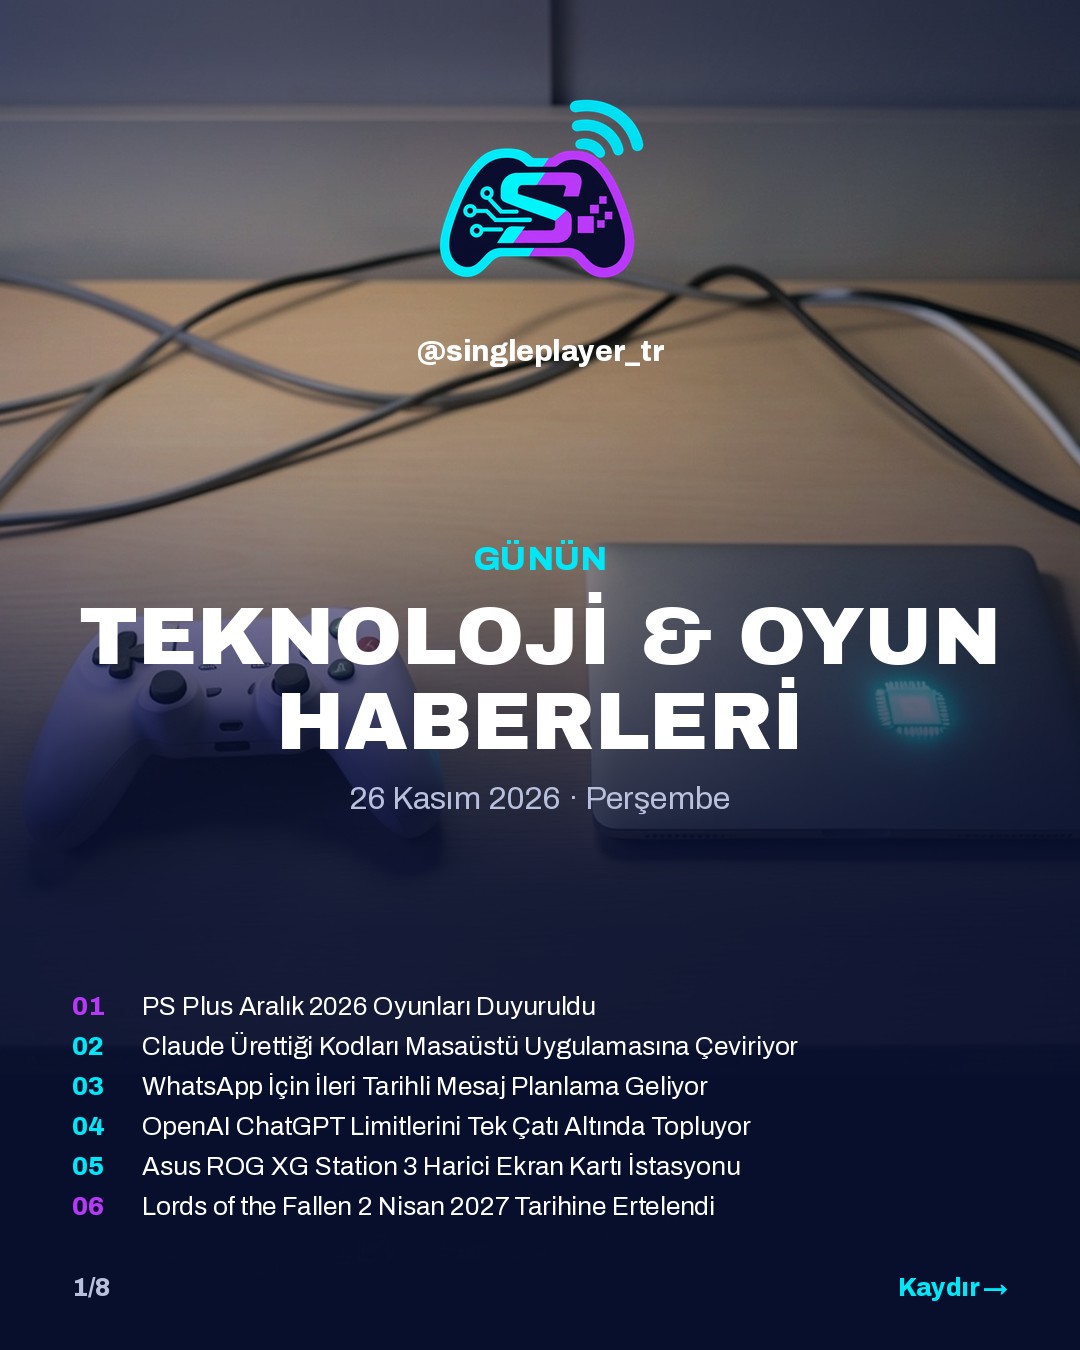 @singleplayer_tr
GÜNÜN
TEKNOLOJİ & OYUN
HABERLERİ
26 Kasım 2026 · Perşembe
01 PS Plus Aralık 2026 Oyunları Duyuruldu
02 Claude Ürettiği Kodları Masaüstü Uygulamasına Çeviriyor
03 WhatsApp İçin İleri Tarihli Mesaj Planlama Geliyor
04 OpenAI ChatGPT Limitlerini Tek Çatı Altında Topluyor
05 Asus ROG XG Station 3 Harici Ekran Kartı İstasyonu
06 Lords of the Fallen 2 Nisan 2027 Tarihine Ertelendi
1/8
Kaydır→